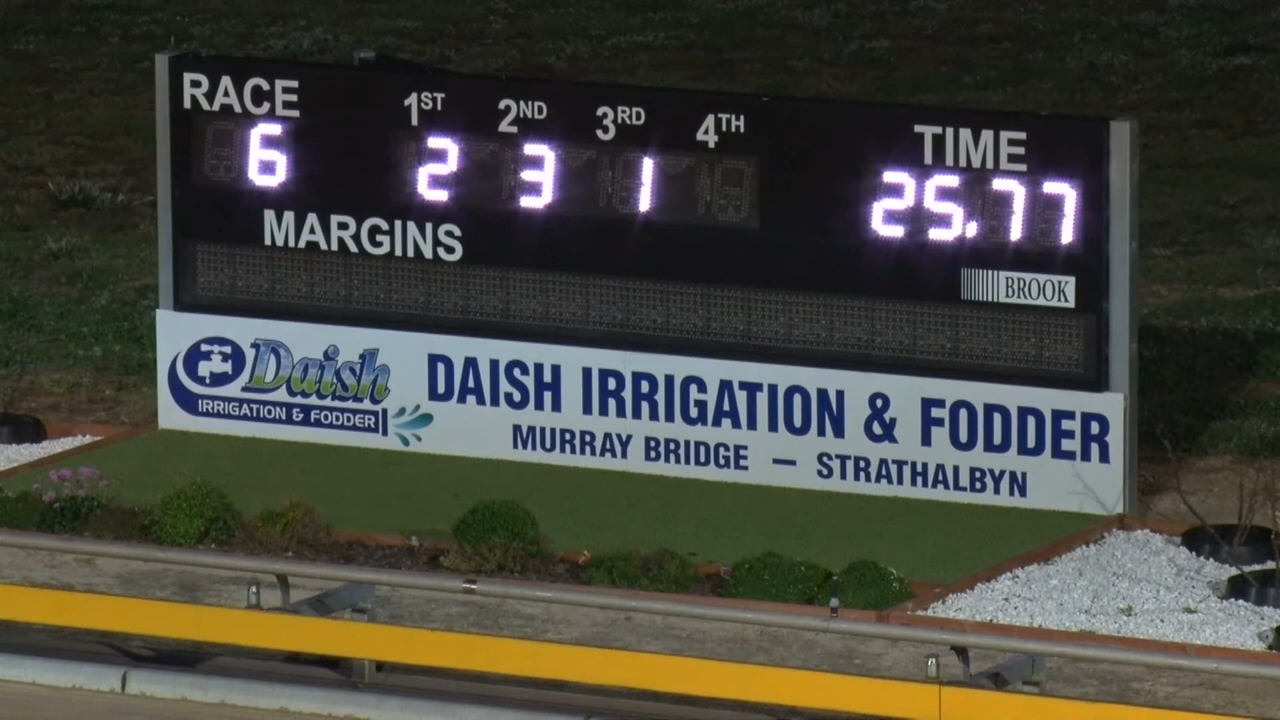 RACE 1ST 2ND 3RD 4TH TIME
6 2 3 1 25.77
MARGINS
BROOK
Daish
IRRIGATION & FODDER
DAISH IRRIGATION & FODDER
MURRAY BRIDGE – STRATHALBYN